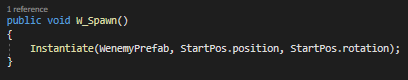 1 reference
public void W_Spawn()
{
Instantiate(WenemyPrefab, StartPos.position, StartPos.rotation);
}